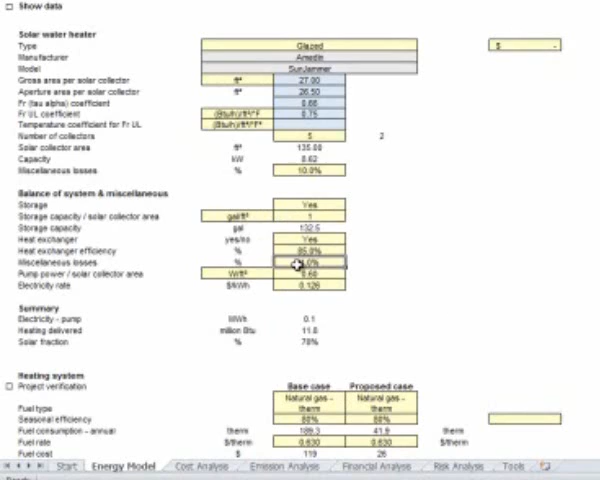 Show data
Solar water heater
Type Glazed $ -
Manufacturer
Model SunJammer
Gross area per solar collector ft² 27.00
Aperture area per solar collector ft² 26.50
Fr (tau alpha) coefficient 0.66
Fr UL coefficient (Btu/h)/ft²/°F 0.75
Temperature coefficient for Fr UL (Btu/h)/ft²/°F²
Number of collectors 5 2
Solar collector area ft² 135.00
Capacity kW 8.62
Miscellaneous losses % 10.0%
Balance of system & miscellaneous
Storage Yes
Storage capacity / solar collector area gal/ft² 1
Storage capacity gal 132.5
Heat exchanger yes/no Yes
Heat exchanger efficiency % 85.0%
Miscellaneous losses %
Pump power / solar collector area W/ft² 0.60
Electricity rate $/kWh 0.126
Summary
Electricity - pump MWh 0.1
Heating delivered million Btu 11.8
Solar fraction % 78%
Heating system
Project verification Base case Proposed case
Fuel type Natural gas - therm Natural gas - therm
Seasonal efficiency 80% 80%
Fuel consumption - annual therm 189.3 41.9 therm
Fuel rate $/therm 0.630 0.630 $/therm
Fuel cost $ 119 26
Start Energy Model Cost Analysis Emission Analysis Financial Analysis Risk Analysis Tools